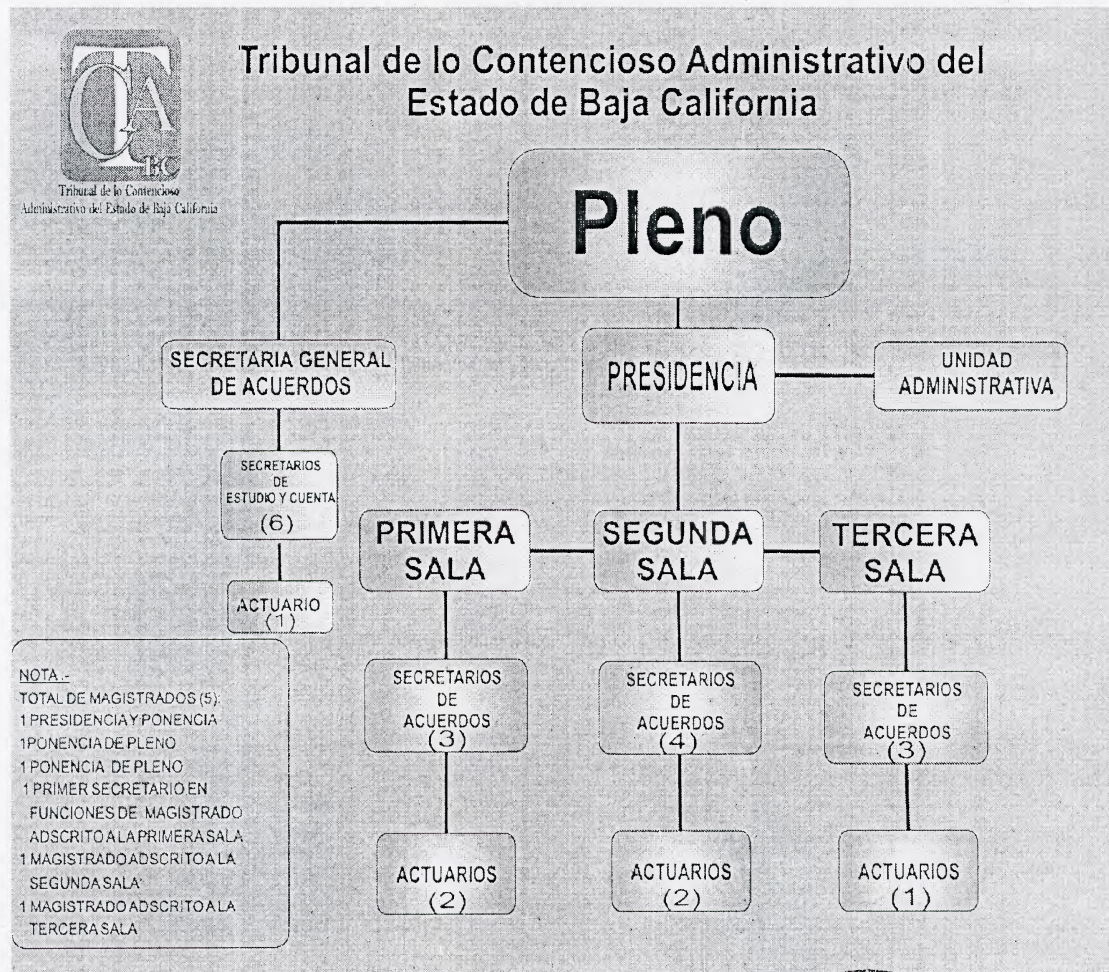 TCA
BC
Tribunal de lo Contencioso
Administrativo del Estado de Baja California
Tribunal de lo Contencioso Administrativo del
Estado de Baja California
Pleno
SECRETARIA GENERAL
DE ACUERDOS
PRESIDENCIA
UNIDAD
ADMINISTRATIVA
SECRETARIOS
DE
ESTUDIO Y CUENTA
(6)
ACTUARIO
(1)
PRIMERA
SALA
SEGUNDA
SALA
TERCERA
SALA
SECRETARIOS
DE
ACUERDOS
(3)
SECRETARIOS
DE
ACUERDOS
(4)
SECRETARIOS
DE
ACUERDOS
(3)
ACTUARIOS
(2)
ACTUARIOS
(2)
ACTUARIOS
(1)
NOTA.-
TOTAL DE MAGISTRADOS (5):
1 PRESIDENCIA Y PONENCIA
1 PONENCIA DE PLENO
1 PONENCIA DE PLENO
1 PRIMER SECRETARIO EN
FUNCIONES DE MAGISTRADO
ADSCRITO A LA PRIMERA SALA
1 MAGISTRADO ADSCRITO A LA
SEGUNDA SALA
1 MAGISTRADO ADSCRITO A LA
TERCERA SALA